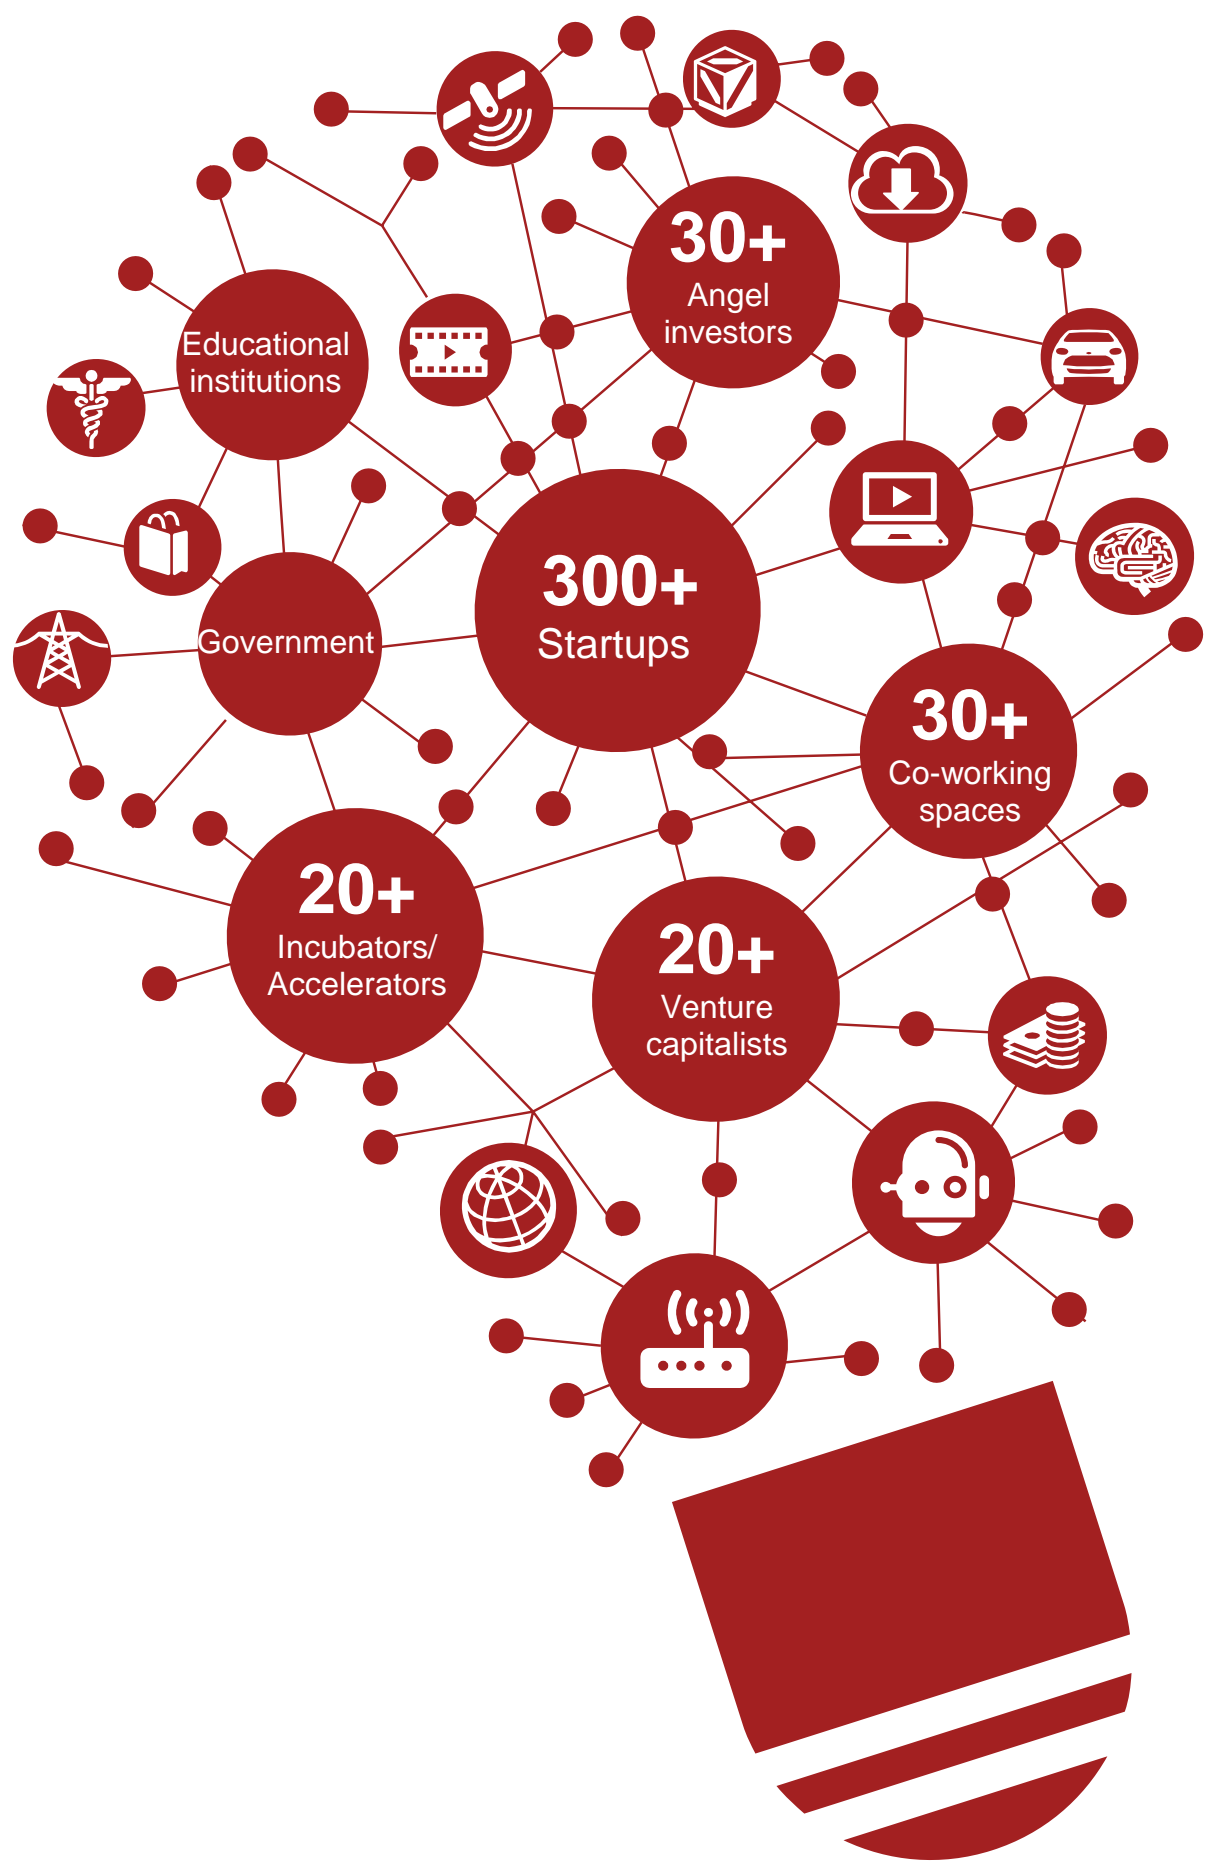 30+
Angel
investors
Educational
institutions
300+
Startups
Government
30+
Co-working
spaces
20+
Incubators/
Accelerators
20+
Venture
capitalists